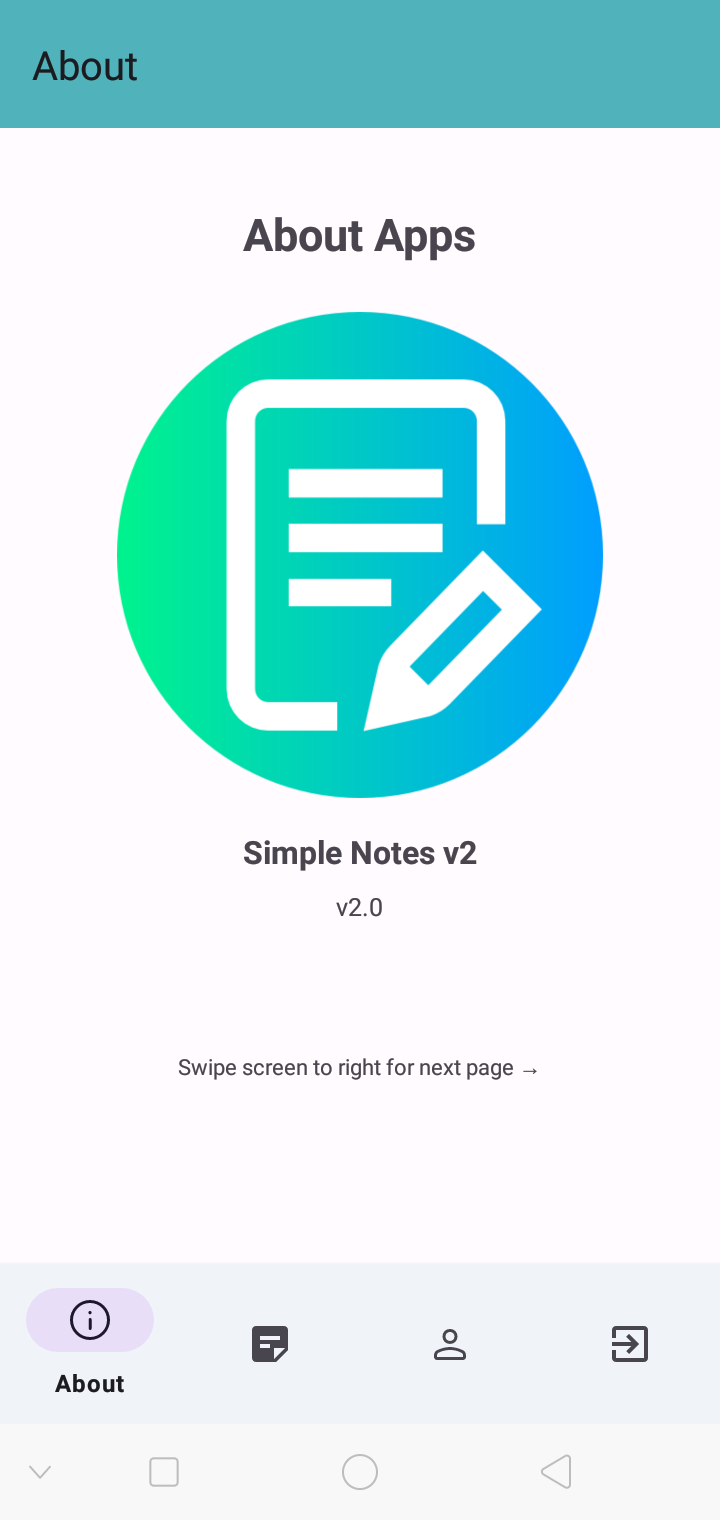 About
About Apps
Simple Notes v2
v2.0
Swipe screen to right for next page →
About